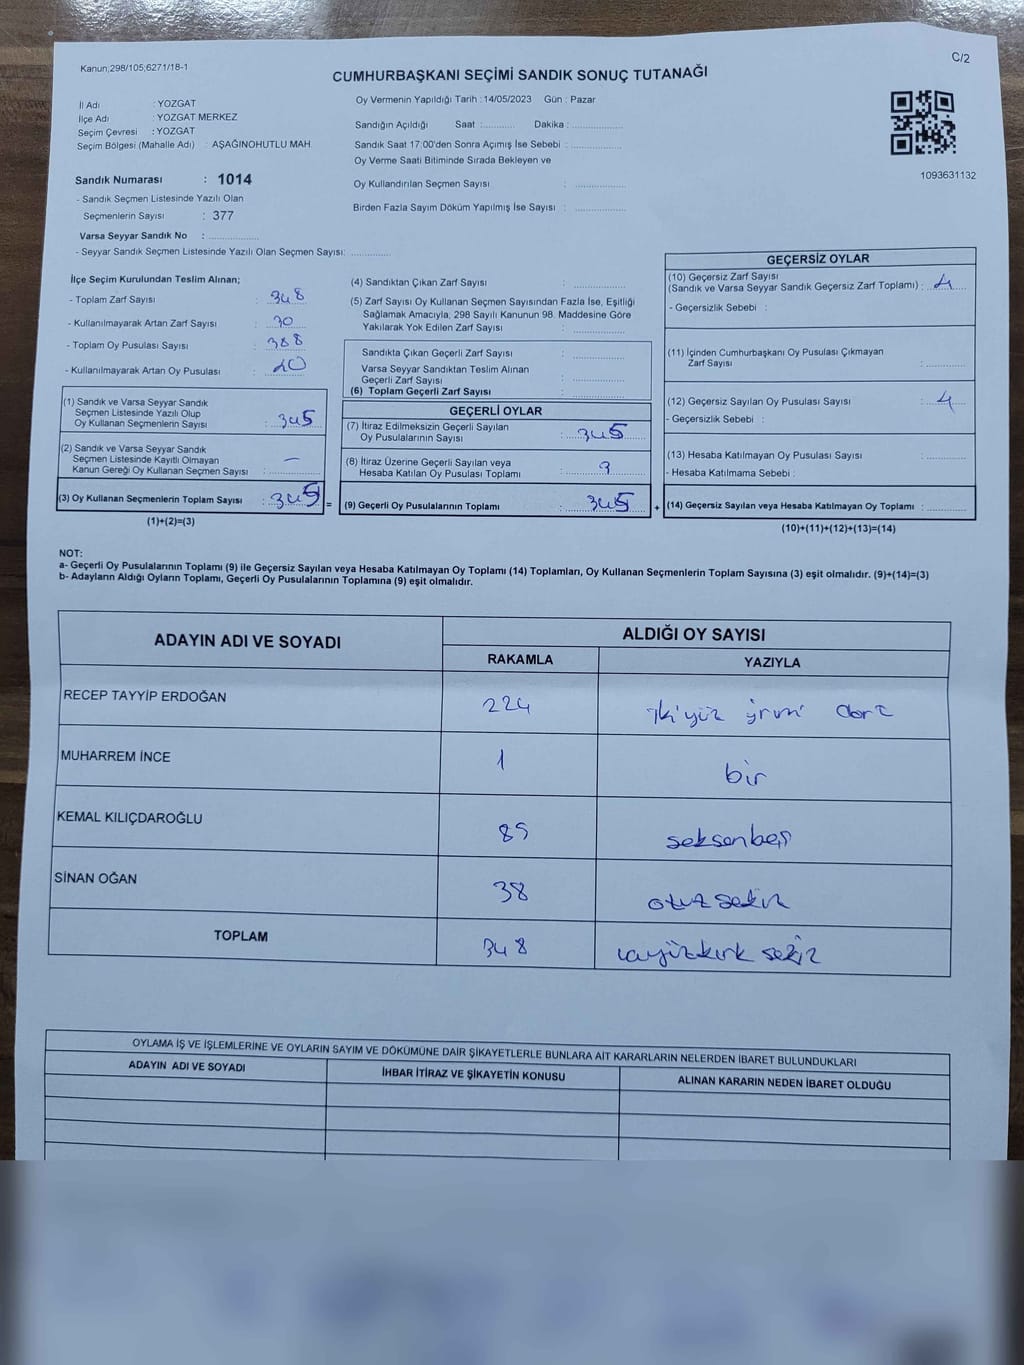 Kanun;298/105;6271/18-1
C/2
CUMHURBAŞKANI SEÇİMİ SANDIK SONUÇ TUTANAĞI
İl Adı : YOZGAT
İlçe Adı : YOZGAT MERKEZ
Seçim Çevresi : YOZGAT
Seçim Bölgesi (Mahalle Adı) : AŞAĞINOHUTLU MAH.
Sandık Numarası : 1014
- Sandık Seçmen Listesinde Yazılı Olan
Seçmenlerin Sayısı : 377
Varsa Seyyar Sandık No : ..................
- Seyyar Sandık Seçmen Listesinde Yazılı Olan Seçmen Sayısı: ..............
Oy Vermenin Yapıldığı Tarih :14/05/2023 Gün : Pazar
Sandığın Açıldığı Saat :............ Dakika : ..................
Sandık Saat 17:00'den Sonra Açımış İse Sebebi : ..................
Oy Verme Saati Bitiminde Sırada Bekleyen ve
Oy Kullandırılan Seçmen Sayısı : ..................
Birden Fazla Sayım Döküm Yapılmış İse Sayısı : ..................
1093631132
İlçe Seçim Kurulundan Teslim Alınan;
- Toplam Zarf Sayısı : 348
- Kullanılmayarak Artan Zarf Sayısı : 30
- Toplam Oy Pusulası Sayısı : 388
- Kullanılmayarak Artan Oy Pusulası : 20
(1) Sandık ve Varsa Seyyar Sandık
Seçmen Listesinde Yazılı Olup
Oy Kullanan Seçmenlerin Sayısı : 345
(2) Sandık ve Varsa Seyyar Sandık
Seçmen Listesinde Kayıtlı Olmayan
Kanun Gereği Oy Kullanan Seçmen Sayısı : –
(3) Oy Kullanan Seçmenlerin Toplam Sayısı : 345 =
(1)+(2)=(3)
(4) Sandıktan Çıkan Zarf Sayısı : ..................
(5) Zarf Sayısı Oy Kullanan Seçmen Sayısından Fazla İse, Eşitliği
Sağlamak Amacıyla, 298 Sayılı Kanunun 98. Maddesine Göre
Yakılarak Yok Edilen Zarf Sayısı : ..................
Sandıkta Çıkan Geçerli Zarf Sayısı : ..................
Varsa Seyyar Sandıktan Teslim Alınan
Geçerli Zarf Sayısı : ..................
(6) Toplam Geçerli Zarf Sayısı : ..................
GEÇERLİ OYLAR
(7) İtiraz Edilmeksizin Geçerli Sayılan
Oy Pusulalarının Sayısı : 345
(8) İtiraz Üzerine Geçerli Sayılan veya
Hesaba Katılan Oy Pusulası Toplamı :
(9) Geçerli Oy Pusulalarının Toplamı : 345 +
GEÇERSİZ OYLAR
(10) Geçersiz Zarf Sayısı
(Sandık ve Varsa Seyyar Sandık Geçersiz Zarf Toplamı) : 4
- Geçersizlik Sebebi :
(11) İçinden Cumhurbaşkanı Oy Pusulası Çıkmayan
Zarf Sayısı : ..............
(12) Geçersiz Sayılan Oy Pusulası Sayısı : 4
- Geçersizlik Sebebi :
(13) Hesaba Katılmayan Oy Pusulası Sayısı : ..............
- Hesaba Katılmama Sebebi :
(14) Geçersiz Sayılan veya Hesaba Katılmayan Oy Toplamı : ..............
(10)+(11)+(12)+(13)=(14)
NOT:
a- Geçerli Oy Pusulalarının Toplamı (9) ile Geçersiz Sayılan veya Hesaba Katılmayan Oy Toplamı (14) Toplamları, Oy Kullanan Seçmenlerin Toplam Sayısına (3) eşit olmalıdır. (9)+(14)=(3)
b- Adayların Aldığı Oyların Toplamı, Geçerli Oy Pusulalarının Toplamına (9) eşit olmalıdır.
ADAYIN ADI VE SOYADI ALDIĞI OY SAYISI
RAKAMLA YAZIYLA
RECEP TAYYİP ERDOĞAN 224 ikiyüz yirmi dört
MUHARREM İNCE 1 bir
KEMAL KILIÇDAROĞLU 85 seksenbeş
SİNAN OĞAN 38 otuzsekiz
TOPLAM 348 üçyüzkırk sekiz
OYLAMA İŞ VE İŞLEMLERİNE VE OYLARIN SAYIM VE DÖKÜMÜNE DAİR ŞİKAYETLERLE BUNLARA AİT KARARLARIN NELERDEN İBARET BULUNDUKLARI
ADAYIN ADI VE SOYADI İHBAR İTİRAZ VE ŞİKAYETİN KONUSU ALINAN KARARIN NEDEN İBARET OLDUĞU